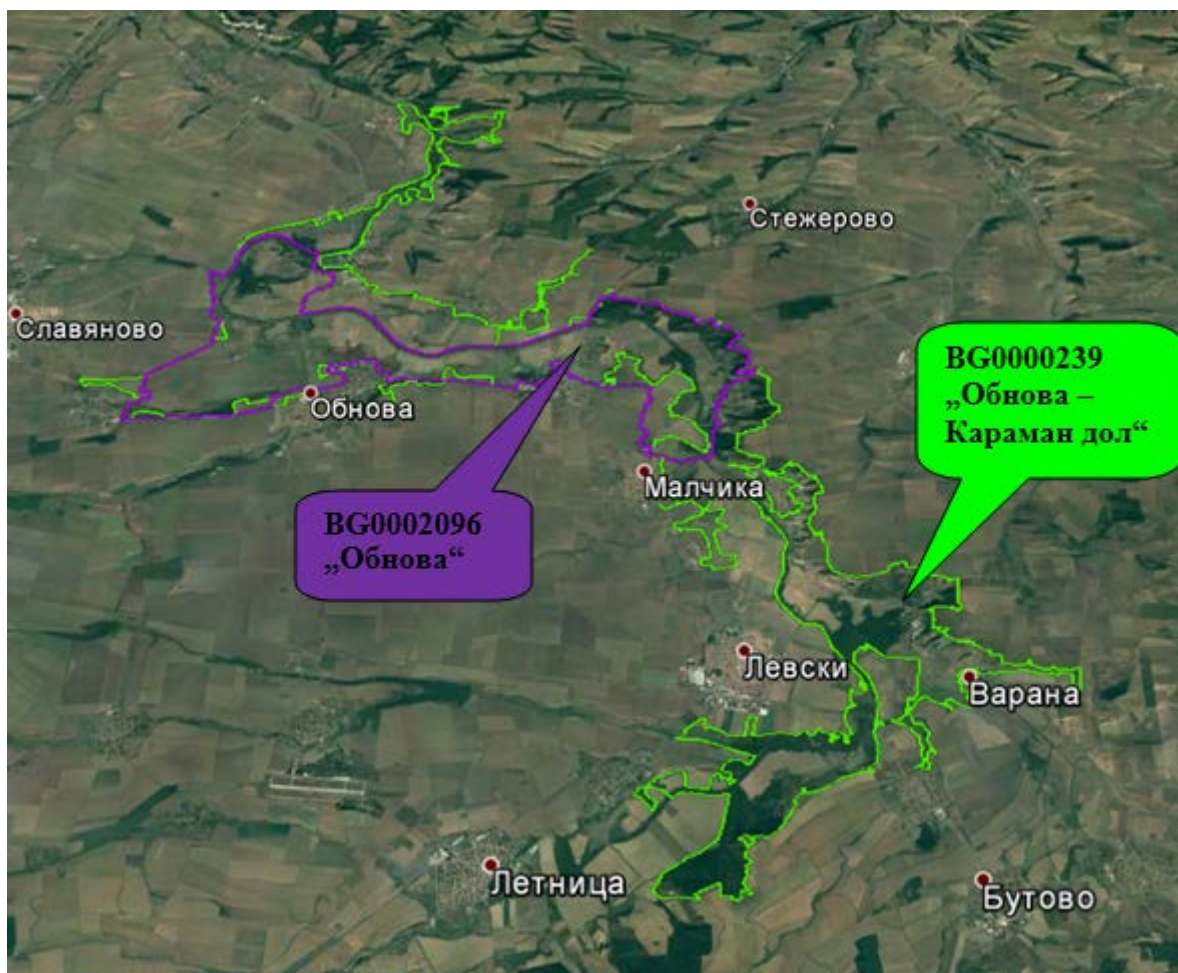 Стежерово
Славяново
BG0000239
„Обнова –
Караман дол“
Обнова
Малчика
BG0002096
„Обнова“
Левски
Варана
Летница
Бутово